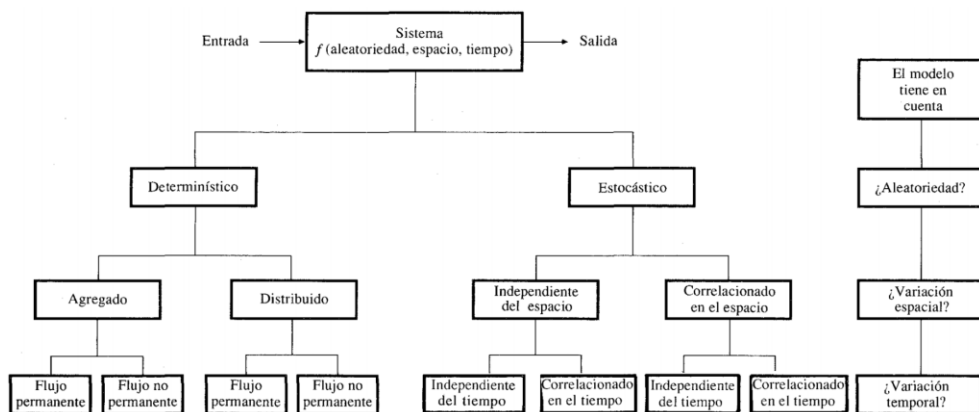 Entrada
Sistema
f (aleatoriedad, espacio, tiempo)
Salida
El modelo
tiene en
cuenta
Determinístico
Estocástico
¿Aleatoriedad?
Agregado
Distribuido
Independiente
del espacio
Correlacionado
en el espacio
¿Variación
espacial?
Flujo
permanente
Flujo no
permanente
Flujo
permanente
Flujo no
permanente
Independiente
del tiempo
Correlacionado
en el tiempo
Independiente
del tiempo
Correlacionado
en el tiempo
¿Variación
temporal?